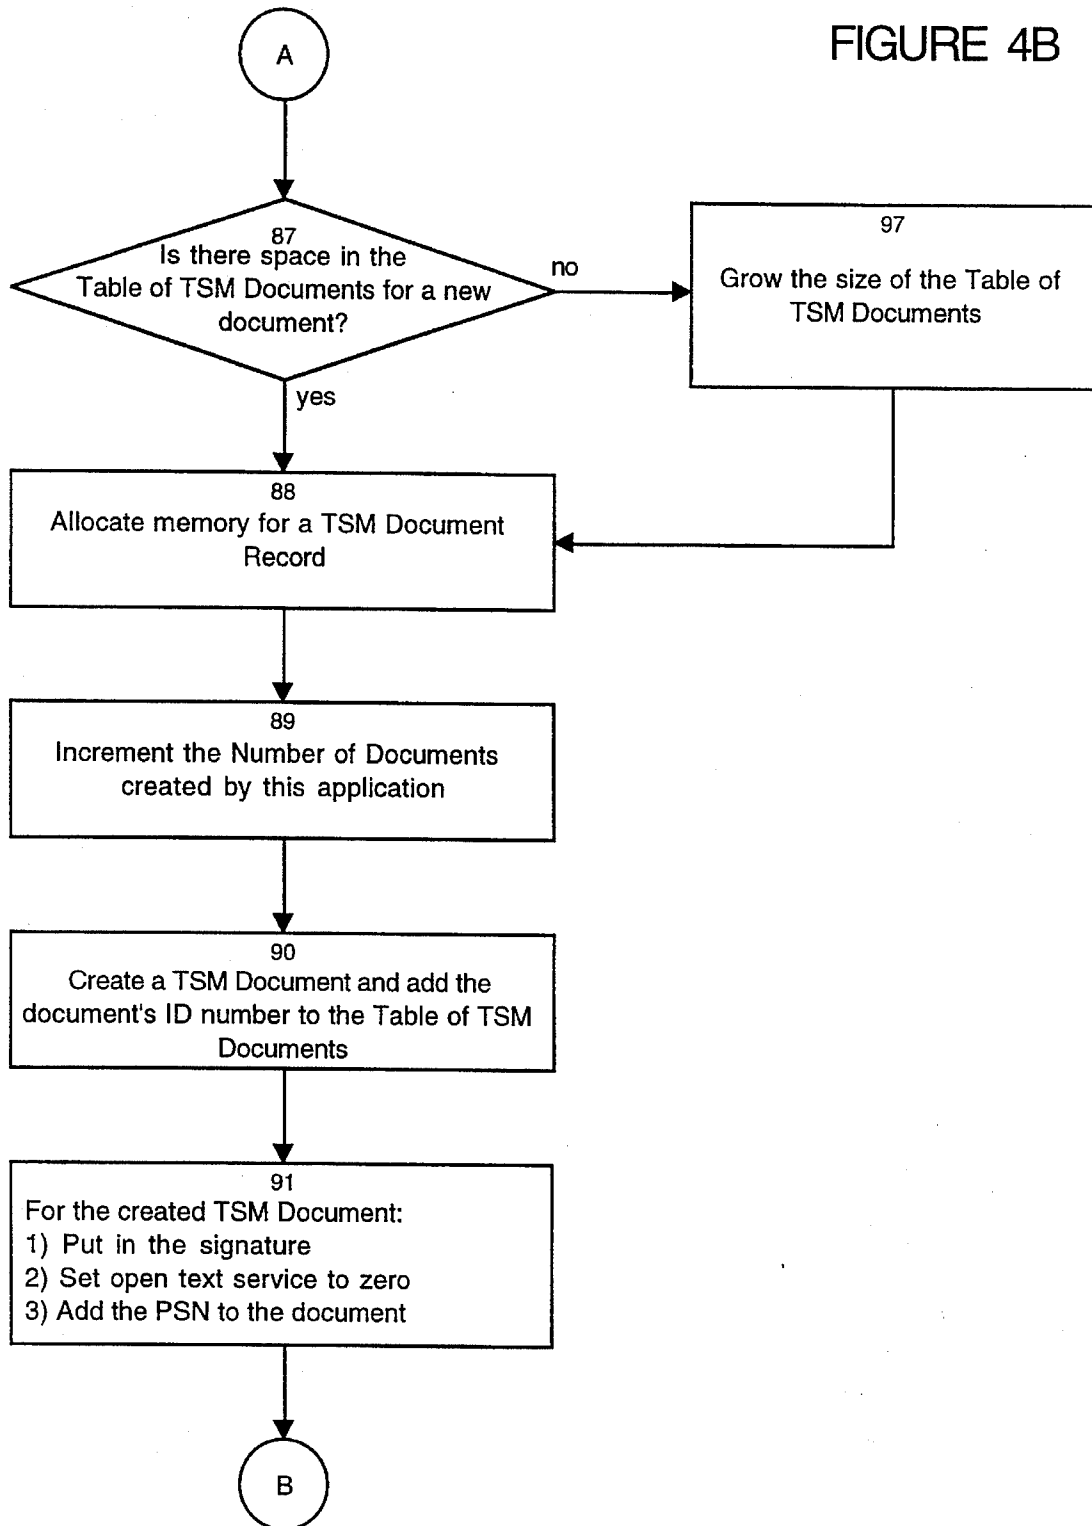 FIGURE 4B
A
87
Is there space in the
Table of TSM Documents for a new
document?
no
yes
97
Grow the size of the Table of
TSM Documents
88
Allocate memory for a TSM Document
Record
89
Increment the Number of Documents
created by this application
90
Create a TSM Document and add the
document's ID number to the Table of TSM
Documents
91
For the created TSM Document:
1) Put in the signature
2) Set open text service to zero
3) Add the PSN to the document
B